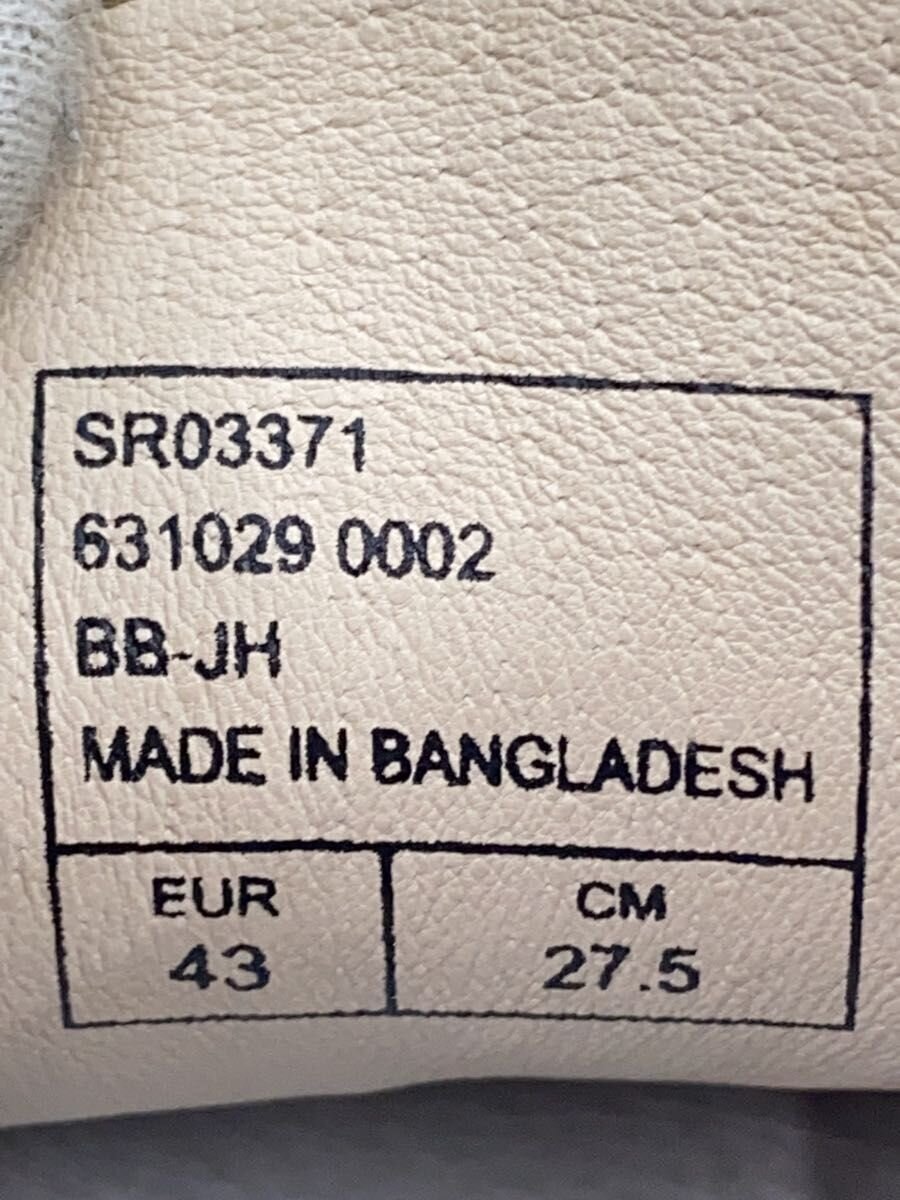 SR03371
631029 0002
BB-JH
MADE IN BANGLADESH
EUR
43
CM
27.5